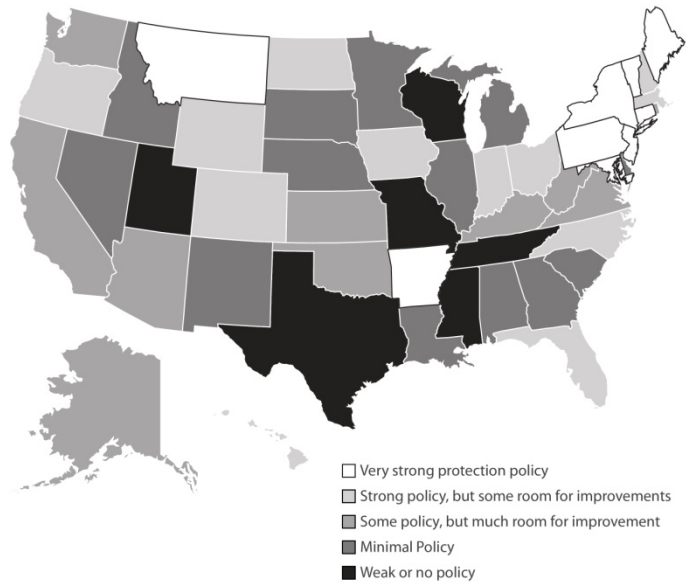 Very strong protection policy
Strong policy, but some room for improvements
Some policy, but much room for improvement
Minimal Policy
Weak or no policy